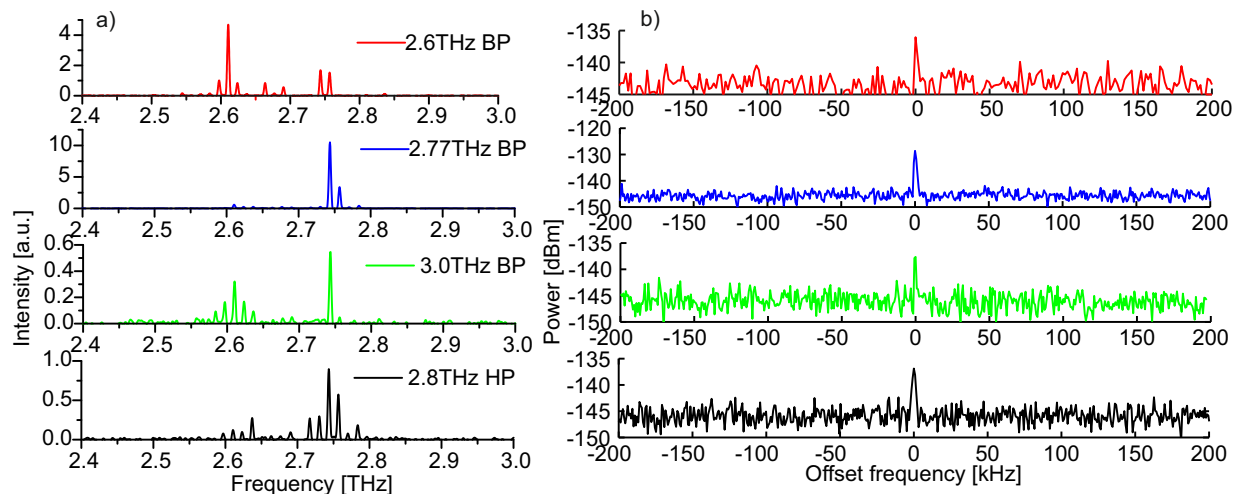 a)
4
2
0
2.6THz BP
2.4 2.5 2.6 2.7 2.8 2.9 3.0
10
5
0
2.77THz BP
2.4 2.5 2.6 2.7 2.8 2.9 3.0
0.6
0.4
0.2
0.0
3.0THz BP
2.4 2.5 2.6 2.7 2.8 2.9 3.0
1.0
0.5
0.0
2.8THz HP
2.4 2.5 2.6 2.7 2.8 2.9 3.0
Intensity [a.u.]
Frequency [THz]
b)
-135
-142
-145
-200 -150 -100 -50 0 50 100 150 200
-120
-130
-140
-150
-200 -150 -100 -50 0 50 100 150 200
-135
-145
-150
-200 -150 -100 -50 0 50 100 150 200
-135
-145
-150
-200 -150 -100 -50 0 50 100 150 200
Power [dBm]
Offset frequency [kHz]